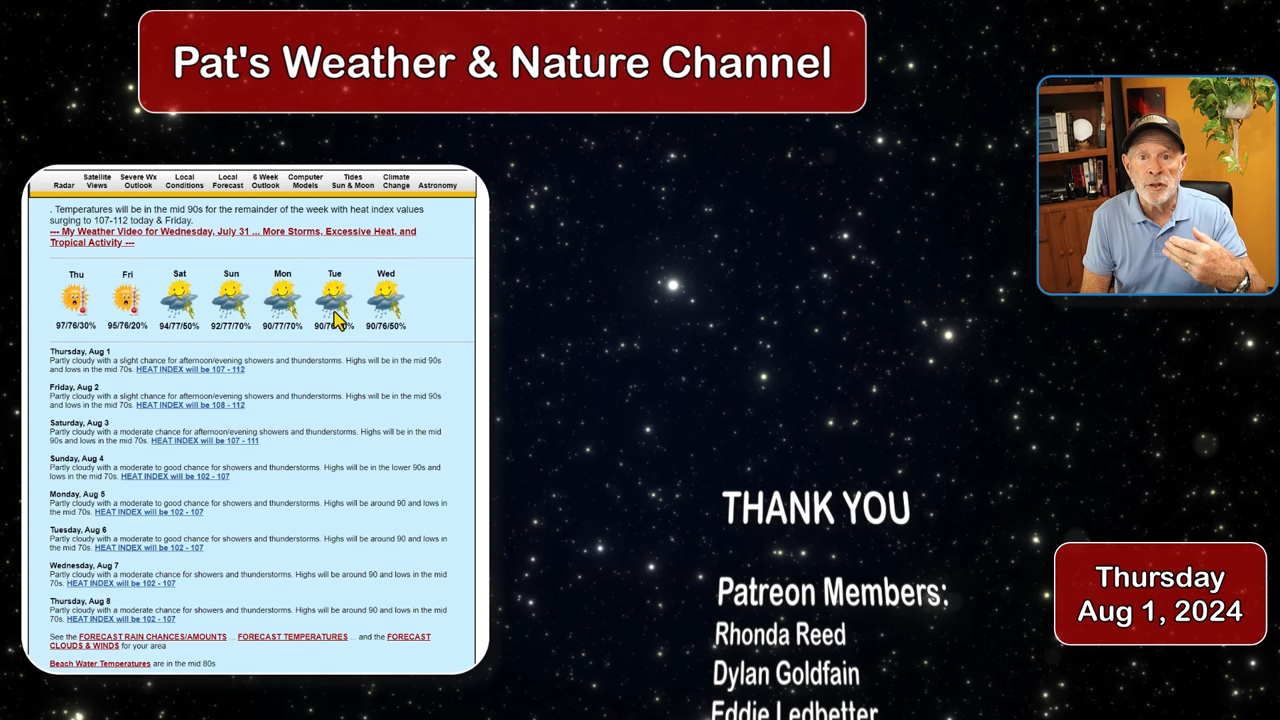 Pat's Weather & Nature Channel
Radar
Satellite Views
Severe Wx Outlook
Local Conditions
Local Forecast
6 Week Outlook
Computer Models
Tides Sun & Moon
Climate Change
Astronomy
. Temperatures will be in the mid 90s for the remainder of the week with heat index values
surging to 107-112 today & Friday.
--- My Weather Video for Wednesday, July 31 ... More Storms, Excessive Heat, and
Tropical Activity ---
Thu Fri Sat Sun Mon Tue Wed
97/76/30% 95/76/20% 94/77/50% 92/77/70% 90/77/70% 90/76 90/76/50%
Thursday, Aug 1
Partly cloudy with a slight chance for afternoon/evening showers and thunderstorms. Highs will be in the mid 90s
and lows in the mid 70s. HEAT INDEX will be 107 - 112
Friday, Aug 2
Partly cloudy with a slight chance for afternoon/evening showers and thunderstorms. Highs will be in the mid 90s
and lows in the mid 70s. HEAT INDEX will be 108 - 112
Saturday, Aug 3
Partly cloudy with a moderate chance for afternoon/evening showers and thunderstorms. Highs will be in the mid
90s and lows in the mid 70s. HEAT INDEX will be 107 - 111
Sunday, Aug 4
Partly cloudy with a moderate to good chance for showers and thunderstorms. Highs will be in the lower 90s and
lows in the mid 70s. HEAT INDEX will be 102 - 107
Monday, Aug 5
Partly cloudy with a moderate to good chance for showers and thunderstorms. Highs will be around 90 and lows in
the mid 70s. HEAT INDEX will be 102 - 107
Tuesday, Aug 6
Partly cloudy with a moderate to good chance for showers and thunderstorms. Highs will be around 90 and lows in
the mid 70s. HEAT INDEX will be 102 - 107
Wednesday, Aug 7
Partly cloudy with a moderate chance for showers and thunderstorms. Highs will be around 90 and lows in the mid
70s. HEAT INDEX will be 102 - 107
Thursday, Aug 8
Partly cloudy with a moderate chance for showers and thunderstorms. Highs will be around 90 and lows in the mid
70s. HEAT INDEX will be 102 - 107
See the FORECAST RAIN CHANCES/AMOUNTS ... FORECAST TEMPERATURES ... and the FORECAST
CLOUDS & WINDS for your area
Beach Water Temperatures are in the mid 80s
THANK YOU
Patreon Members:
Rhonda Reed
Dylan Goldfain
Eddie Ledbetter
Thursday
Aug 1, 2024